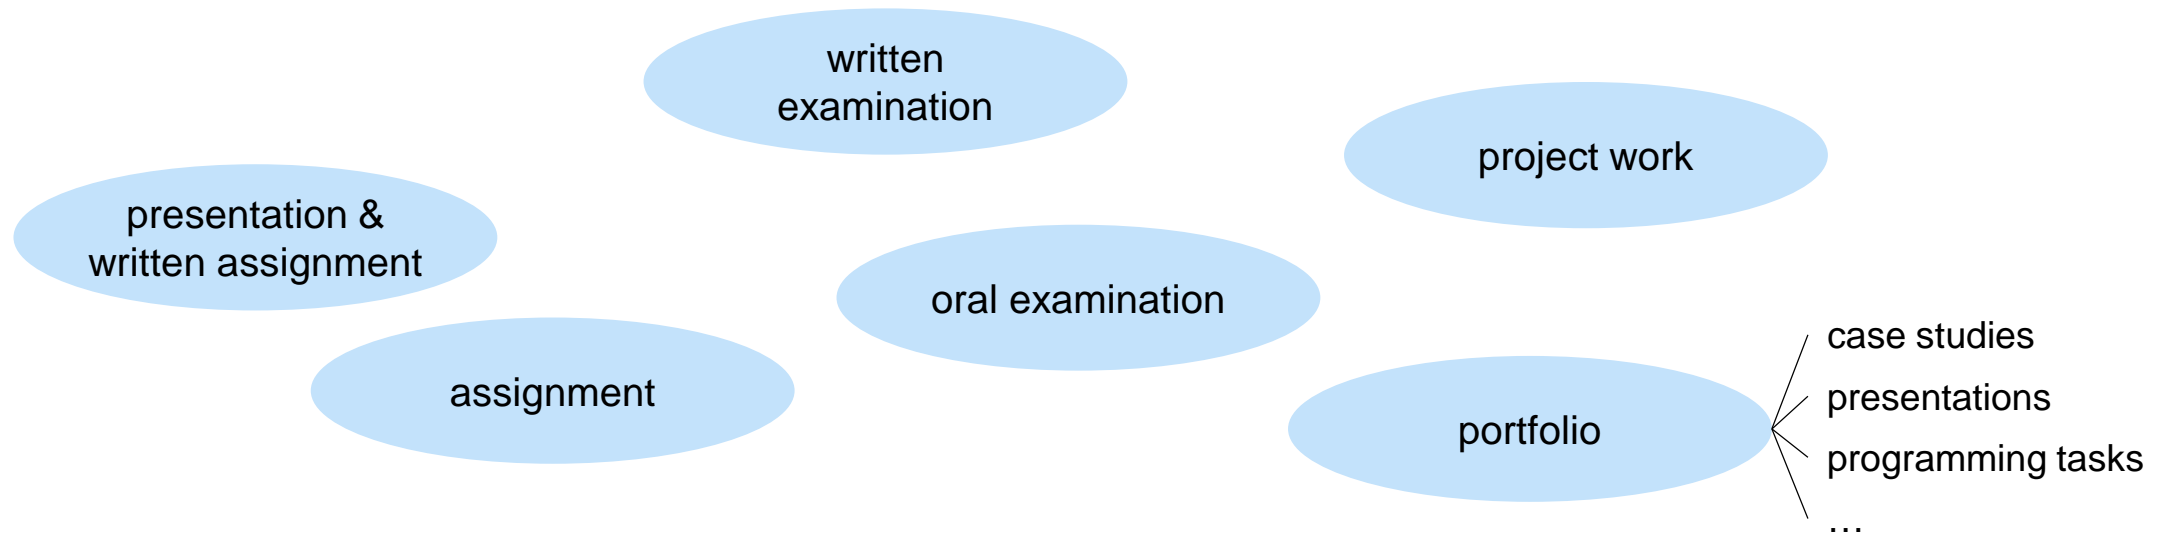 written
examination
project work
presentation &
written assignment
oral examination
assignment
portfolio
case studies
presentations
programming tasks
…